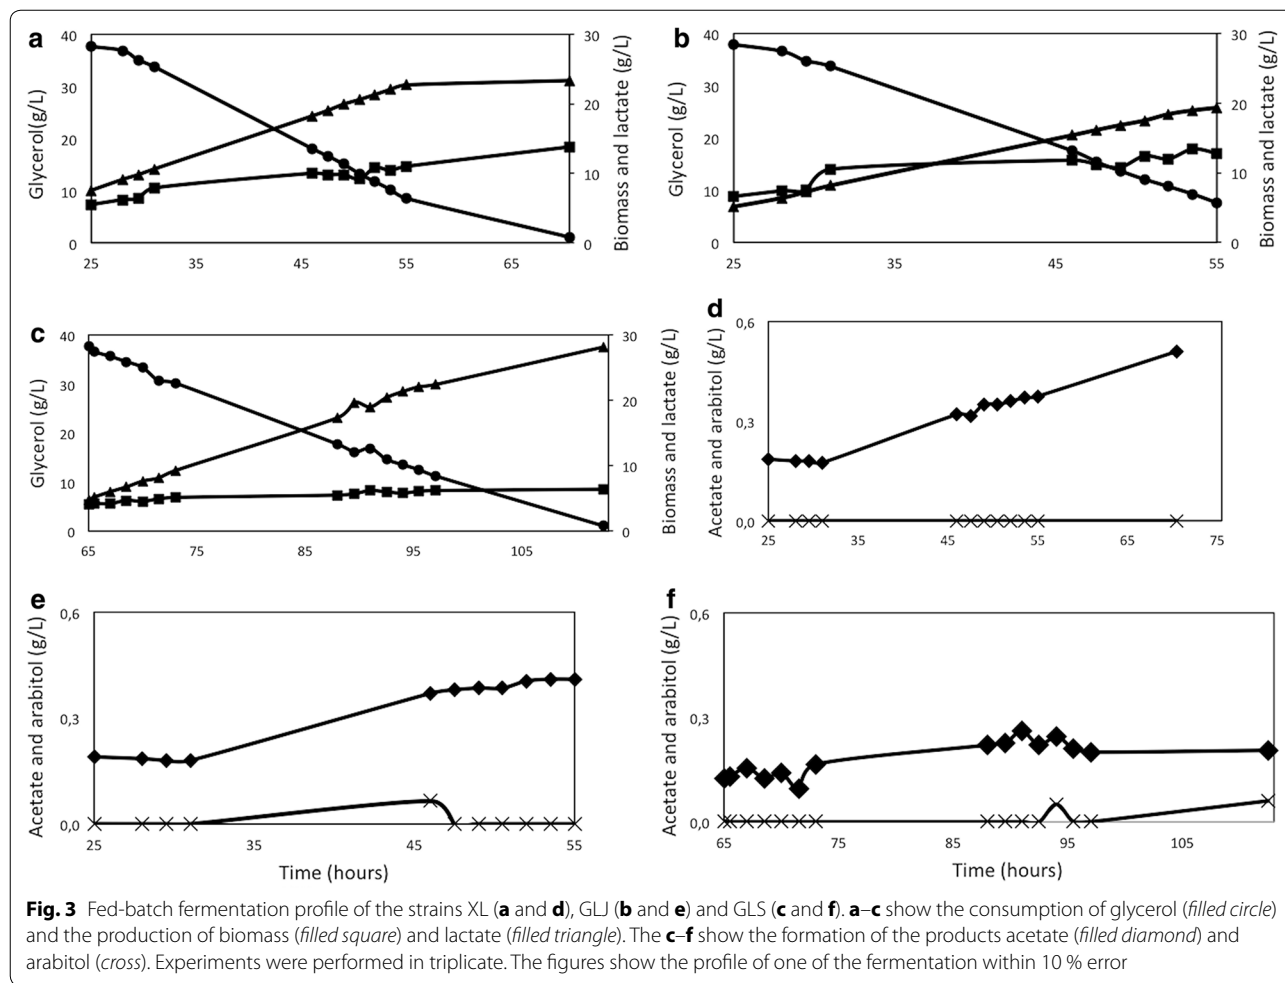 a
40
30
20
10
0
Glycerol(g/L)
30
20
10
0
Biomass and lactate (g/L)
25 35 45 55 65
b
40
30
20
10
0
Glycerol (g/L)
30
20
10
0
Biomass and lactate (g/L)
25 35 45 55
c
40
30
20
10
0
Glycerol (g/L)
30
20
10
0
Biomass and lactate (g/L)
65 75 85 95 105
d
0,6
0,3
0,0
Acetate and arabitol (g/L)
25 35 45 55 65 75
e
0,6
0,3
0,0
Acetate and arabitol (g/L)
25 35 45 55
Time (hours)
f
0,6
0,3
0,0
Acetate and arabitol (g/L)
65 75 85 95 105
Time (hours)
Fig. 3 Fed-batch fermentation profile of the strains XL (a and d), GLJ (b and e) and GLS (c and f). a–c show the consumption of glycerol (filled circle)
and the production of biomass (filled square) and lactate (filled triangle). The c–f show the formation of the products acetate (filled diamond) and
arabitol (cross). Experiments were performed in triplicate. The figures show the profile of one of the fermentation within 10 % error